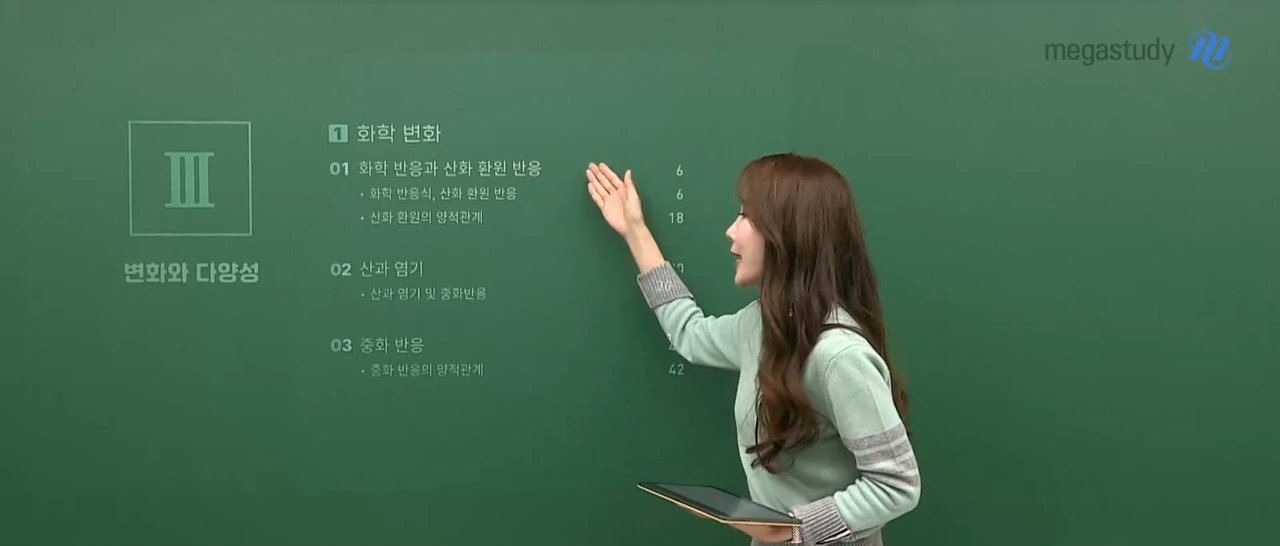 megastudy
Ⅲ
변화와 다양성
1 화학 변화
01 화학 반응과 산화 환원 반응 6
• 화학 반응식, 산화 환원 반응 6
• 산화 환원의 양적관계 18
02 산과 염기
• 산과 염기 및 중화반응
03 중화 반응
• 중화 반응의 양적관계 42